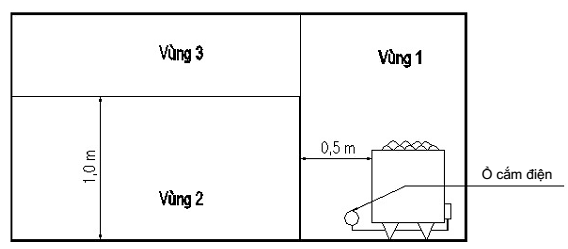 Vùng 3
Vùng 1
0,5 m
1,0 m
Vùng 2
Ổ cắm điện